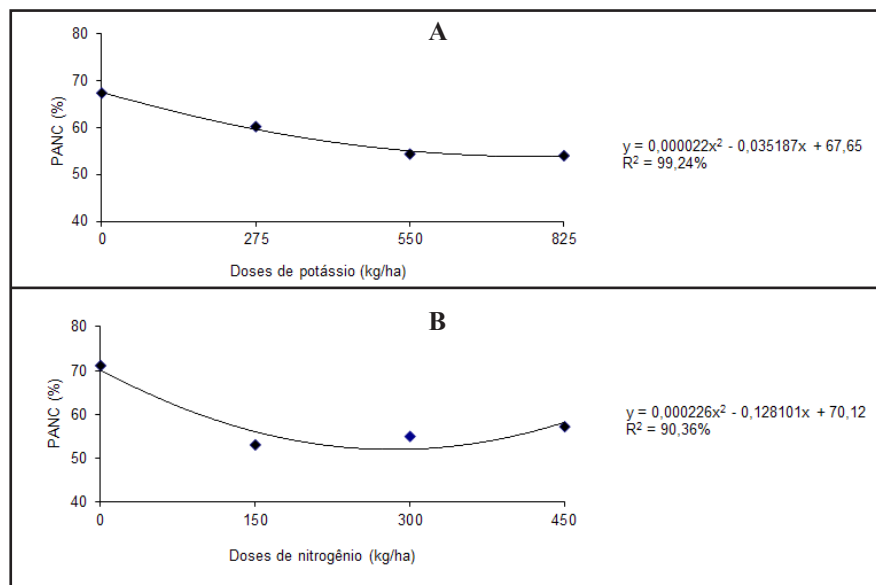 A
80
70
60
50
40
PANC (%)
0 275 550 825
Doses de potássio (kg/ha)
y = 0,000022x² - 0,035187x + 67,65
R² = 99,24%
B
80
70
60
50
40
PANC (%)
0 150 300 450
Doses de nitrogênio (kg/ha)
y = 0,000226x² - 0,128101x + 70,12
R² = 90,36%